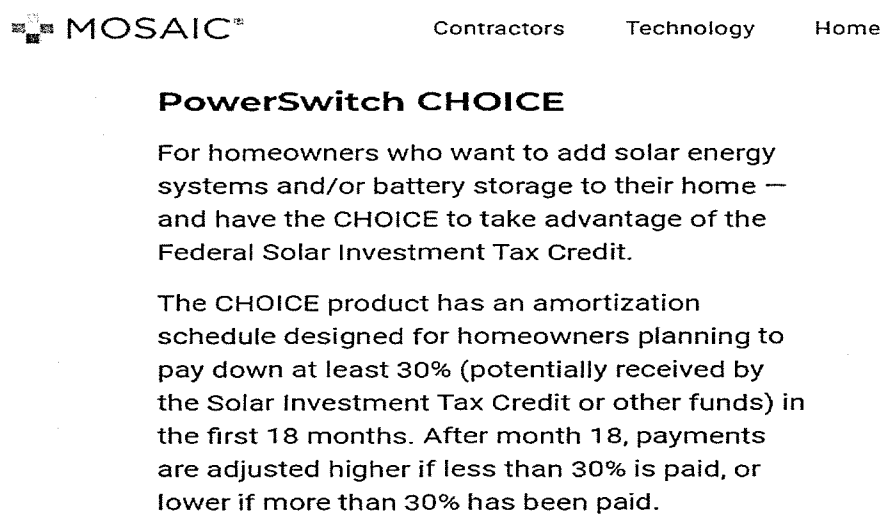 MOSAIC™ Contractors Technology Home
PowerSwitch CHOICE
For homeowners who want to add solar energy
systems and/or battery storage to their home —
and have the CHOICE to take advantage of the
Federal Solar Investment Tax Credit.
The CHOICE product has an amortization
schedule designed for homeowners planning to
pay down at least 30% (potentially received by
the Solar Investment Tax Credit or other funds) in
the first 18 months. After month 18, payments
are adjusted higher if less than 30% is paid, or
lower if more than 30% has been paid.